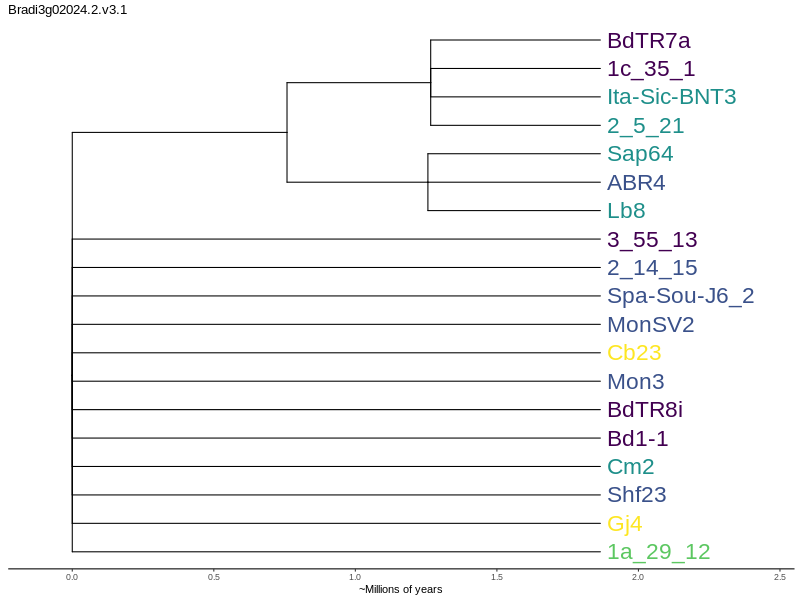 Bradi3g02024.2.v3.1
BdTR7a
1c_35_1
Ita-Sic-BNT3
2_5_21
Sap64
ABR4
Lb8
3_55_13
2_14_15
Spa-Sou-J6_2
MonSV2
Cb23
Mon3
BdTR8i
Bd1-1
Cm2
Shf23
Gj4
1a_29_12
0.0 0.5 1.0 1.5 2.0 2.5
~Millions of years